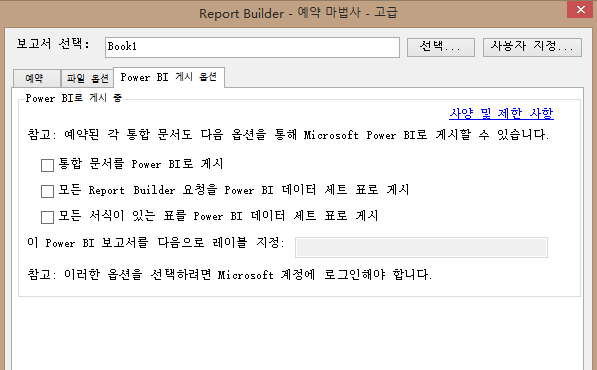 Report Builder - 예약 마법사 - 고급
보고서 선택: Book1 선택... 사용자 지정...
예약 파일 옵션 Power BI 게시 옵션
Power BI로 게시 중
사양 및 제한 사항
참고: 예약된 각 통합 문서도 다음 옵션을 통해 Microsoft Power BI로 게시할 수 있습니다.
통합 문서를 Power BI로 게시
모든 Report Builder 요청을 Power BI 데이터 세트 표로 게시
모든 서식이 있는 표를 Power BI 데이터 세트 표로 게시
이 Power BI 보고서를 다음으로 레이블 지정:
참고: 이러한 옵션을 선택하려면 Microsoft 계정에 로그인해야 합니다.